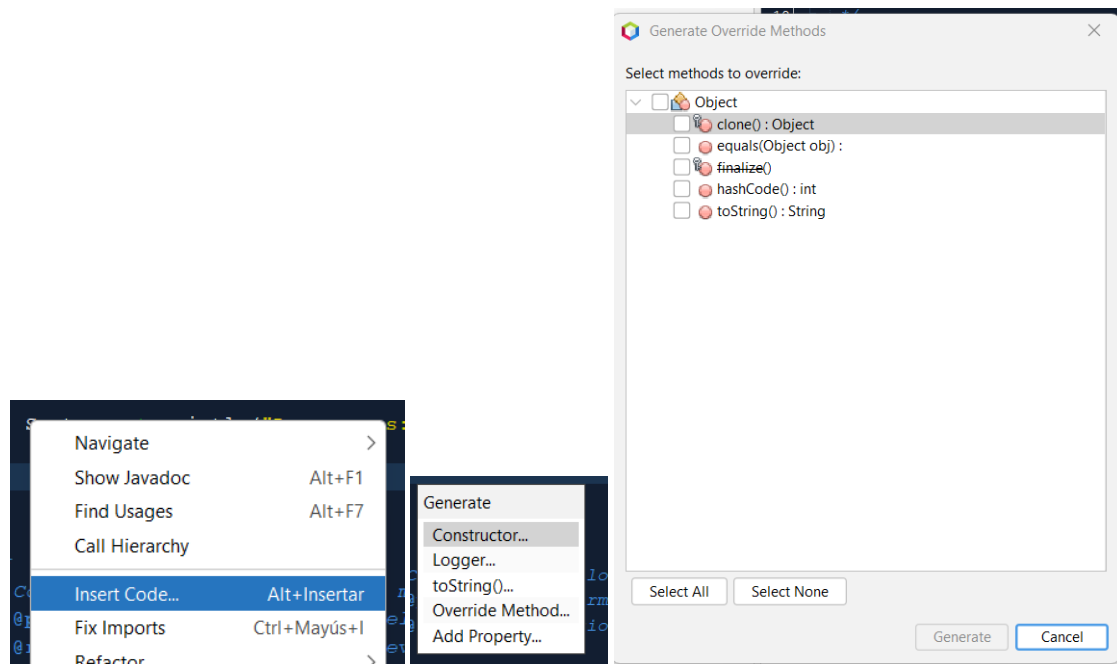 Navigate
Show Javadoc Alt+F1
Find Usages Alt+F7
Call Hierarchy
Insert Code... Alt+Insertar
Fix Imports Ctrl+Mayús+I
Refactor
Generate
Constructor...
Logger...
toString()...
Override Method...
Add Property...
Generate Override Methods
Select methods to override:
Object
clone() : Object
equals(Object obj) :
finalize()
hashCode() : int
toString() : String
Select All Select None
Generate Cancel